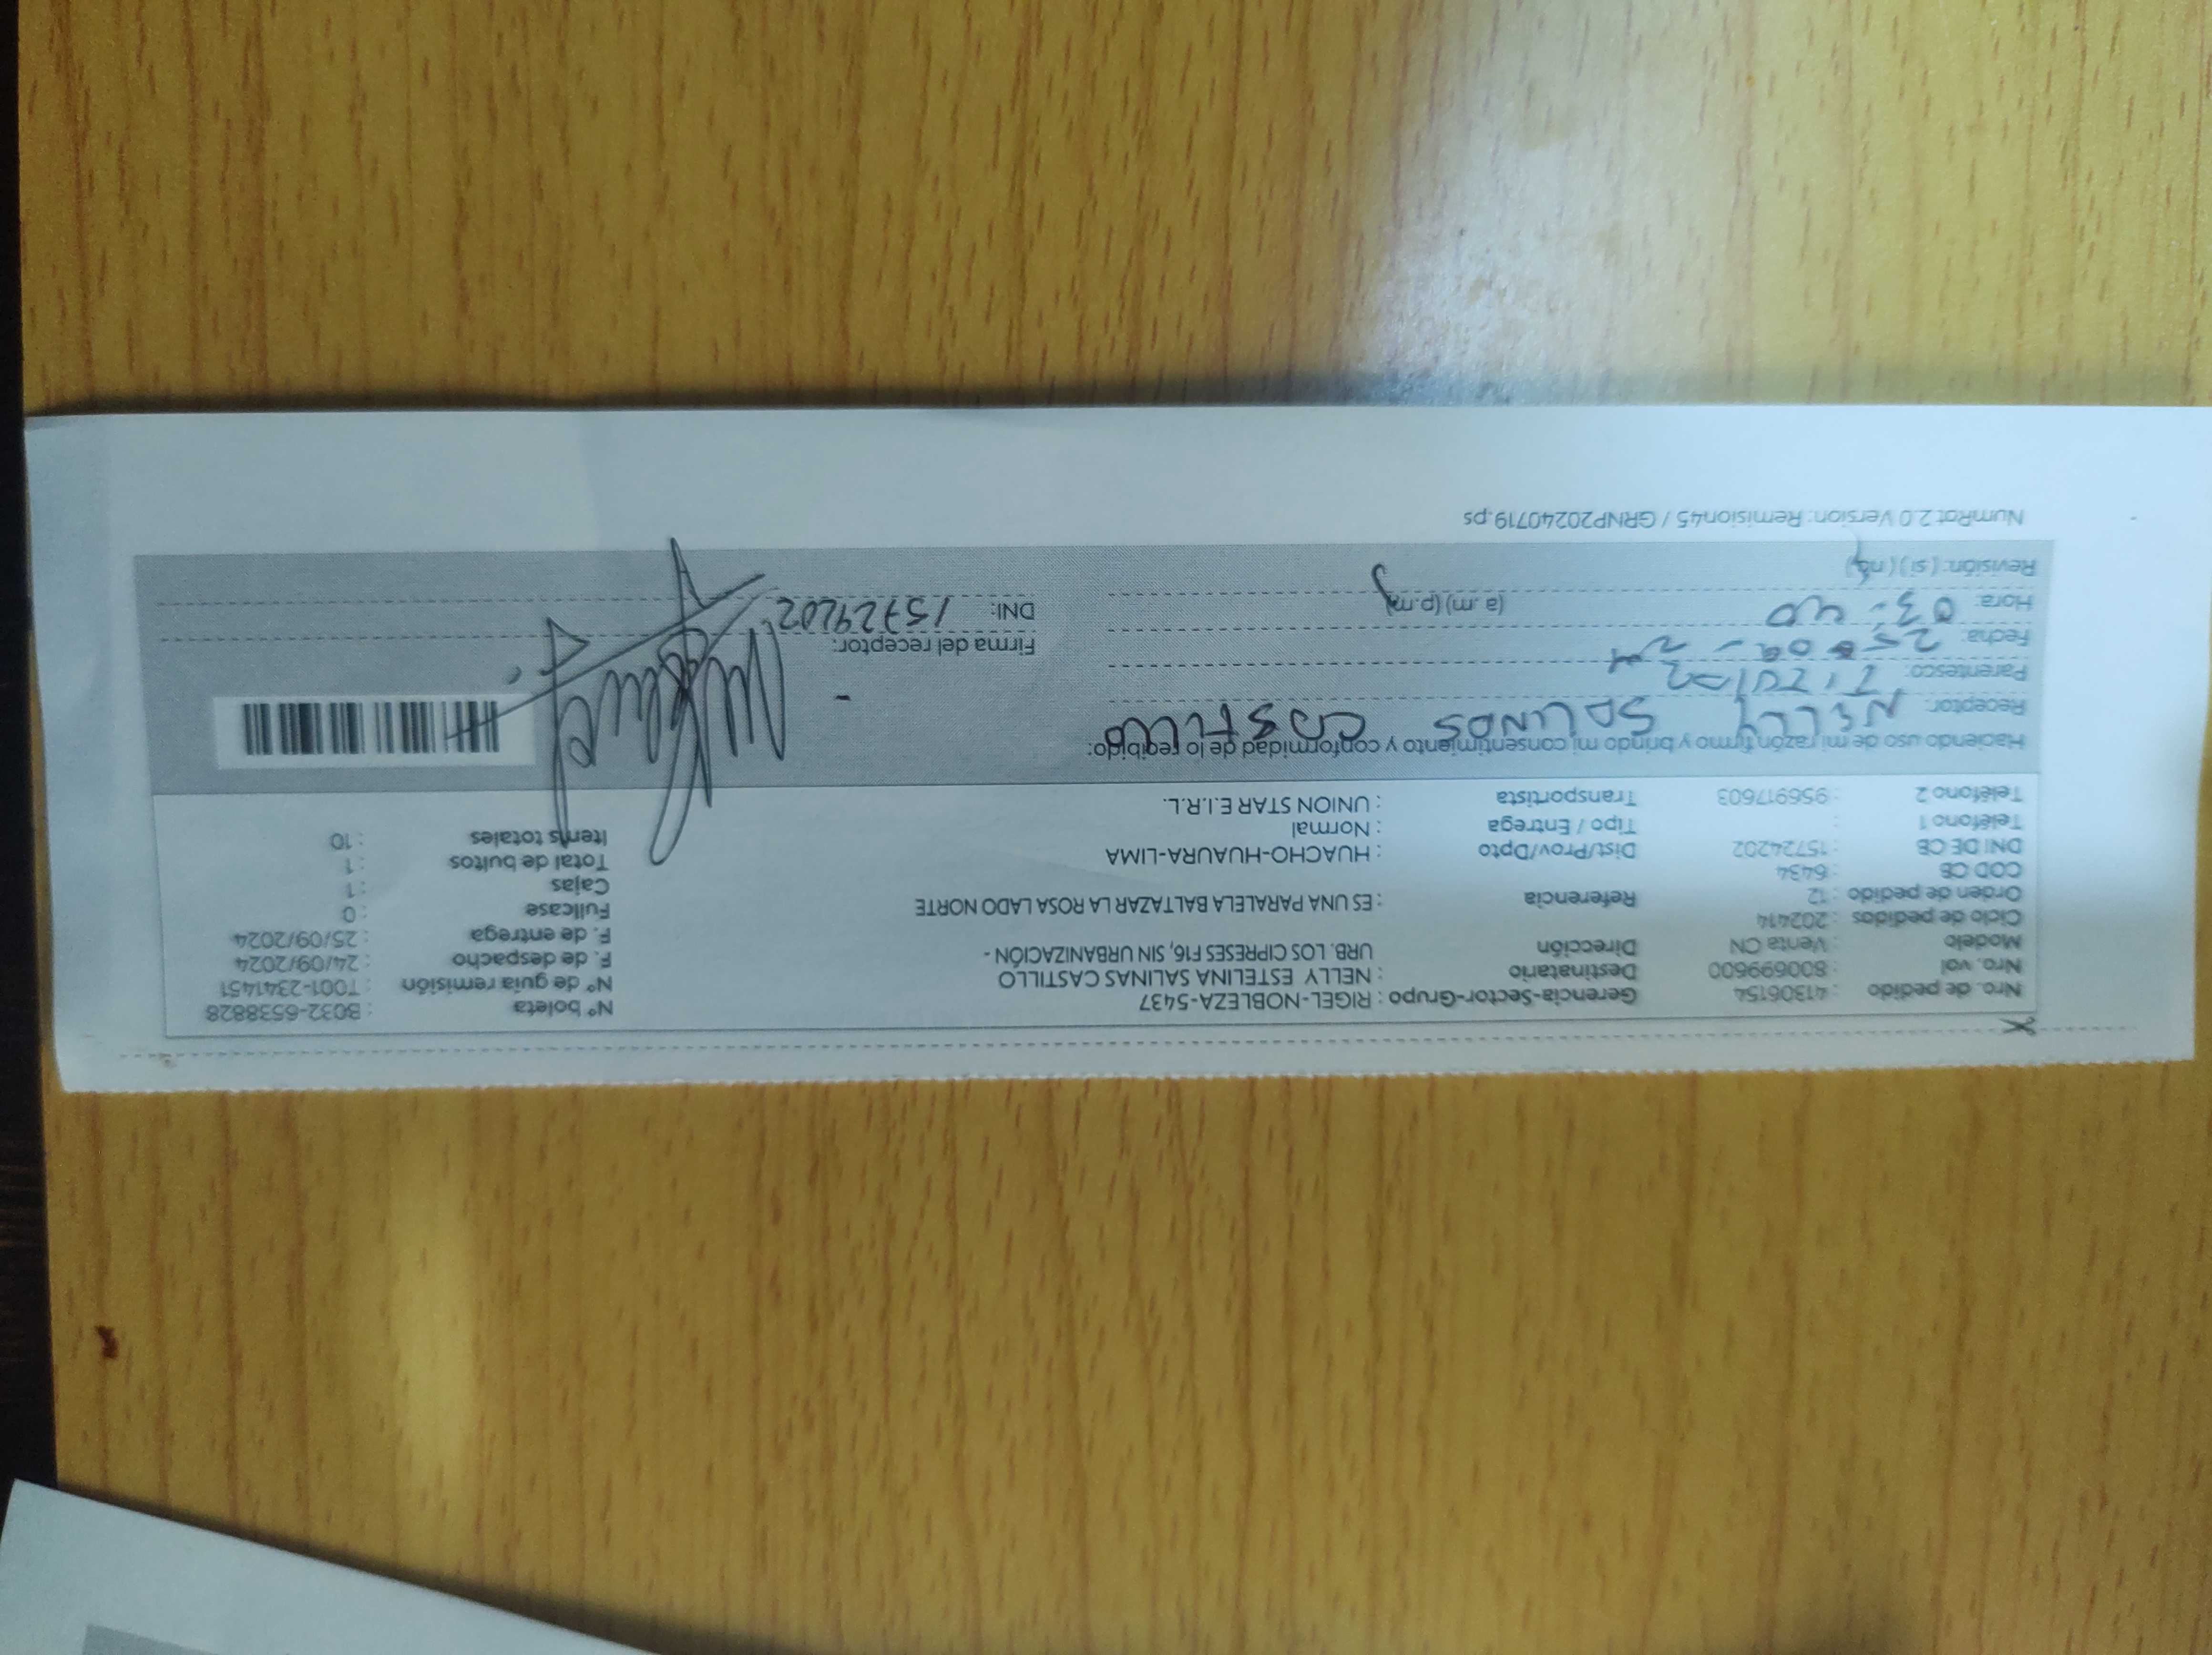 Nro. de pedido : 41306154 Gerencia-Sector-Grupo : RIGEL-NOBLEZA-5437 N° boleta : B032-6538828
Nro. vol : 800699600 Destinatario : NELLY ESTELINA SALINAS CASTILLO N° de guía remisión : T001-2341451
Modelo : Venta CN Dirección URB. LOS CIPRESES F16, SIN URBANIZACIÓN - F. de despacho : 24/09/2024
Ciclo de pedidos : 202414 F. de entrega : 25/09/2024
Orden de pedido : 12 Referencia : ES UNA PARALELA BALTAZAR LA ROSA LADO NORTE Fullcase : 0
COD CB : 6434 Cajas : 1
DNI DE CB : 15724202 Dist/Prov/Dpto : HUACHO-HUAURA-LIMA Total de bultos : 1
Teléfono 1 : Tipo / Entrega : Normal Items totales : 10
Teléfono 2 : 956917603 Transportista : UNION STAR E.I.R.L.
Haciendo uso de mi razón firmo y brindo mi consentimiento y conformidad de lo recibido:
Receptor: NELLY SALINAS CASTILLO
Parentesco: TITULAR
Fecha: 25-09-24 Firma del receptor:
Hora: 03:40 (a.m) (p.m) DNI: 15724202
Revisión: (si) (no)
NumRot 2.0 Version: Remision45 / GRNP20240719.ps